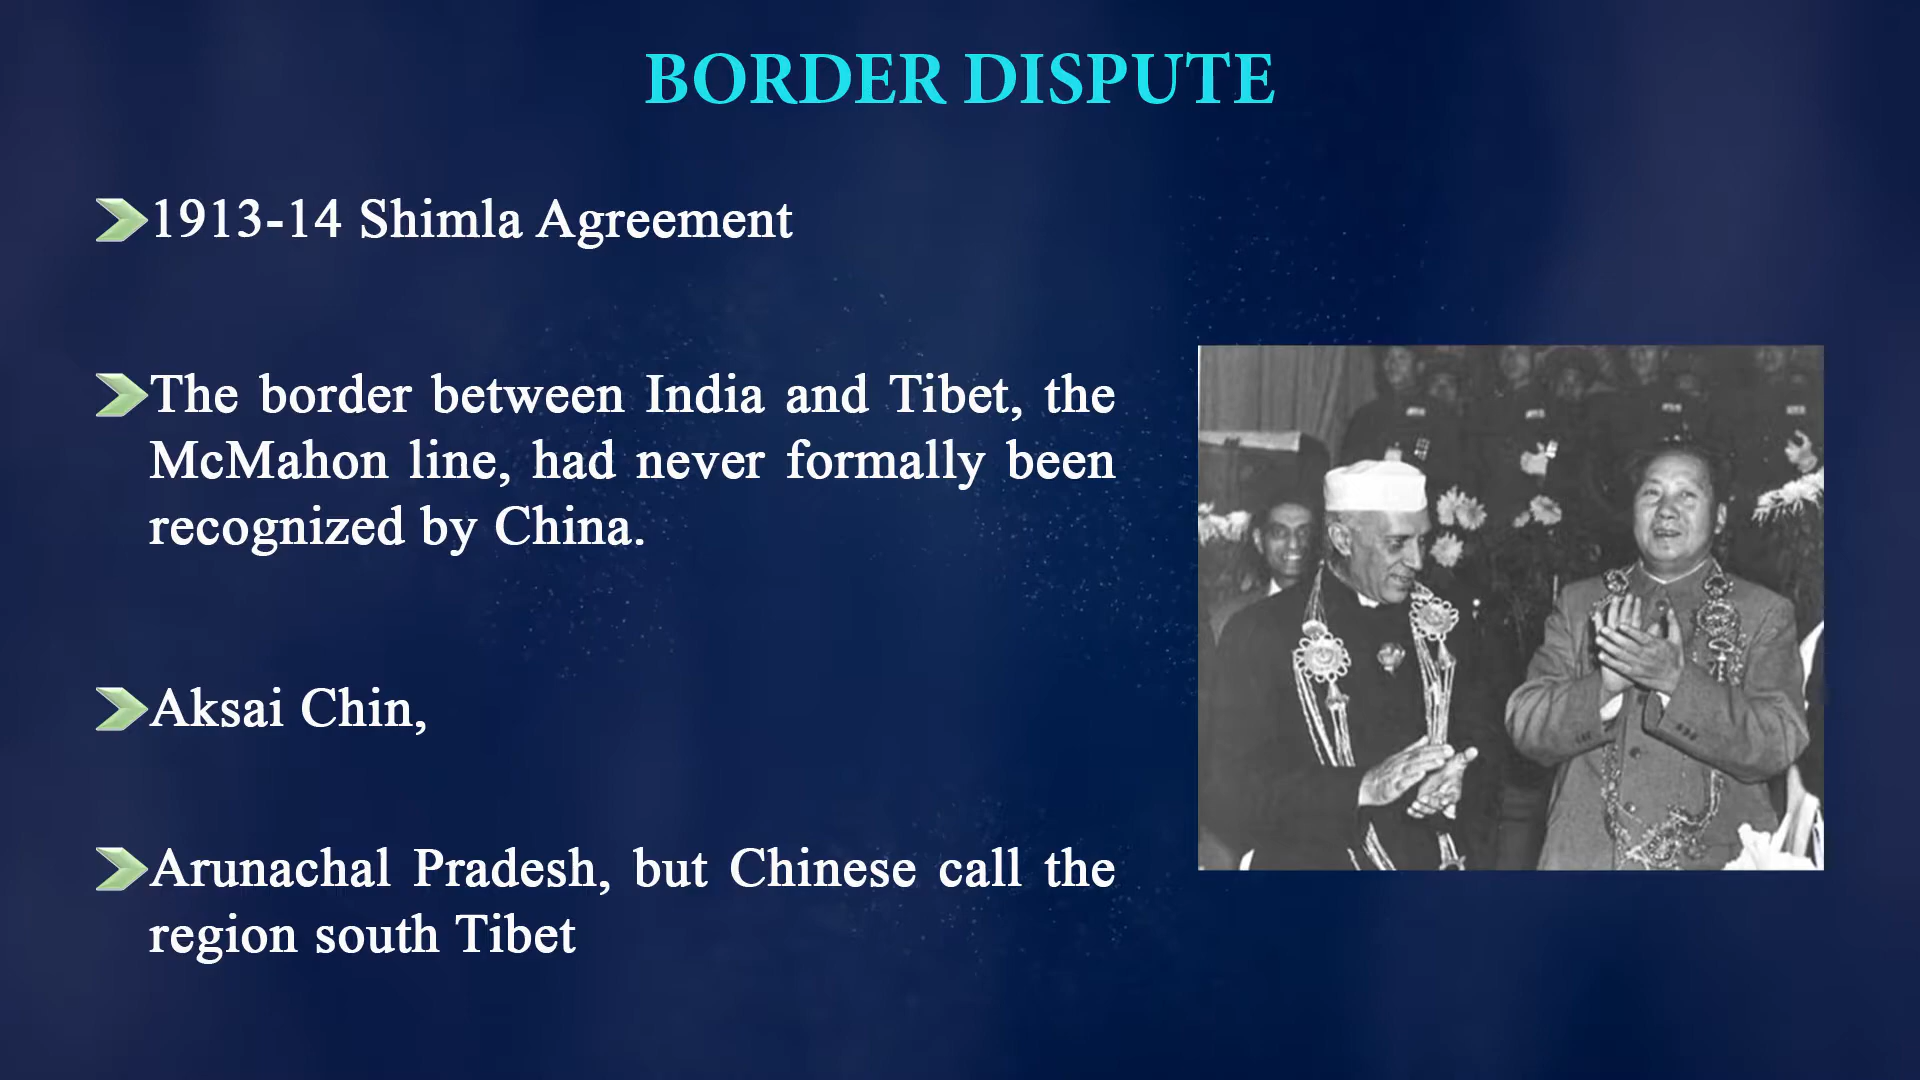 BORDER DISPUTE
1913-14 Shimla Agreement
The border between India and Tibet, the
McMahon line, had never formally been
recognized by China.
Aksai Chin,
Arunachal Pradesh, but Chinese call the
region south Tibet